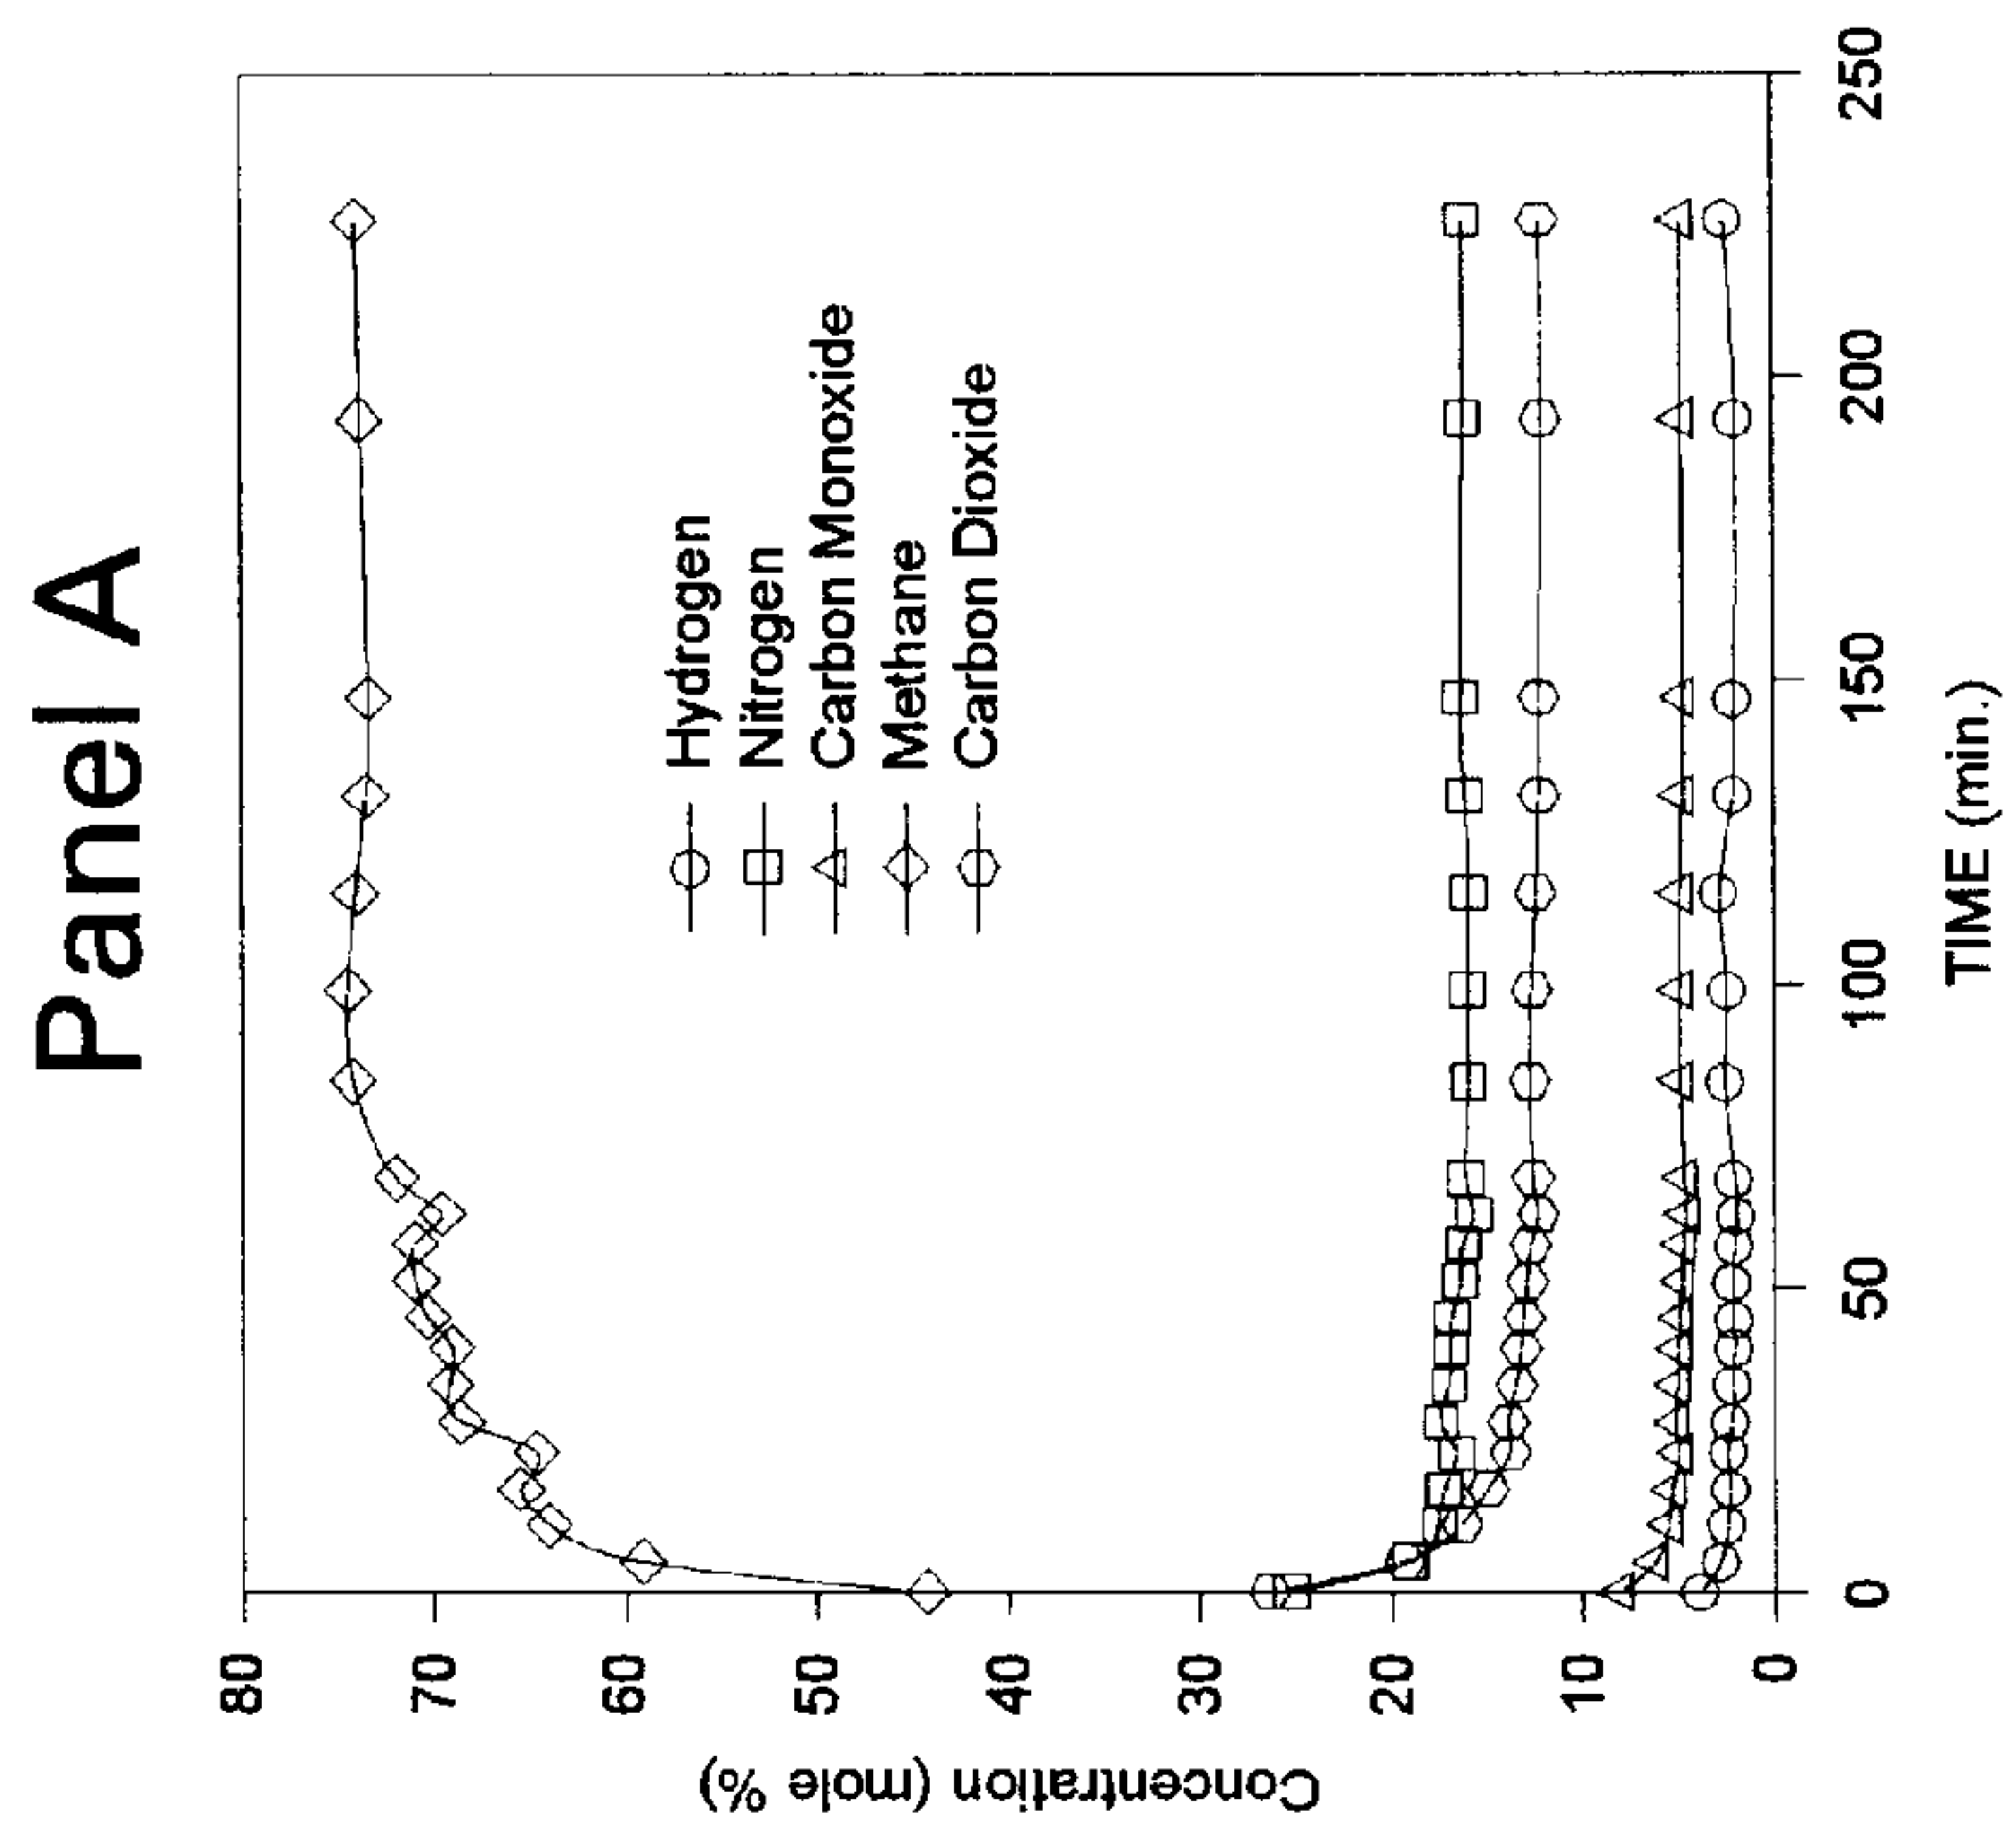 Panel A
80
70
60
50
40
30
20
10
0
Concentration (mole %)
Hydrogen
Nitrogen
Carbon Monoxide
Methane
Carbon Dioxide
0
50
100
150
200
250
TIME (min.)